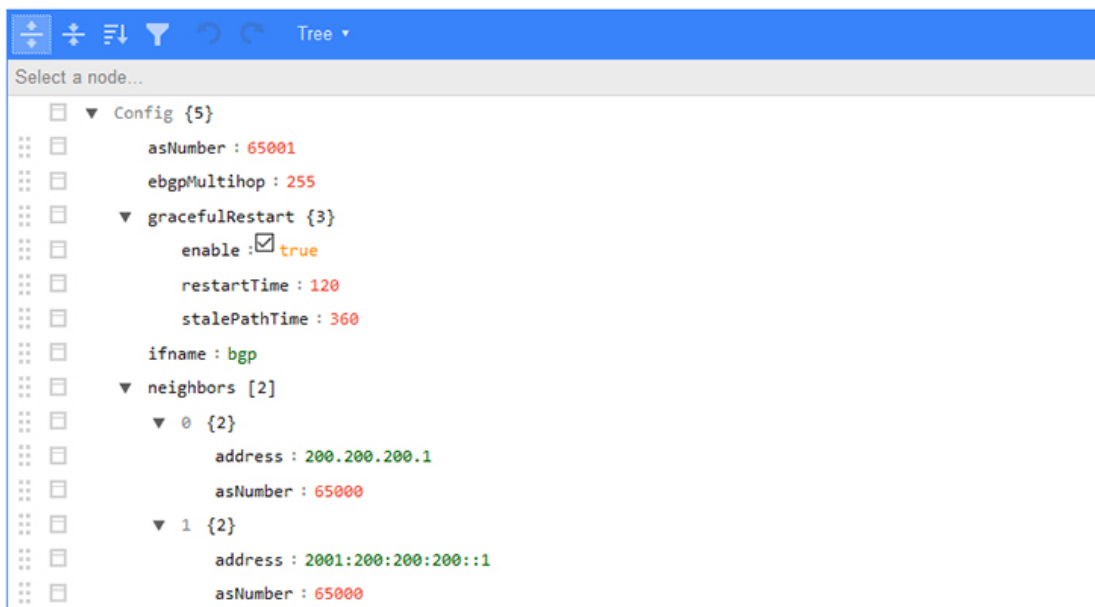 Tree ▾
Select a node...
▼ Config {5}
asNumber : 65001
ebgpMultihop : 255
▼ gracefulRestart {3}
enable : ☑ true
restartTime : 120
stalePathTime : 360
ifname : bgp
▼ neighbors [2]
▼ 0 {2}
address : 200.200.200.1
asNumber : 65000
▼ 1 {2}
address : 2001:200:200:200::1
asNumber : 65000